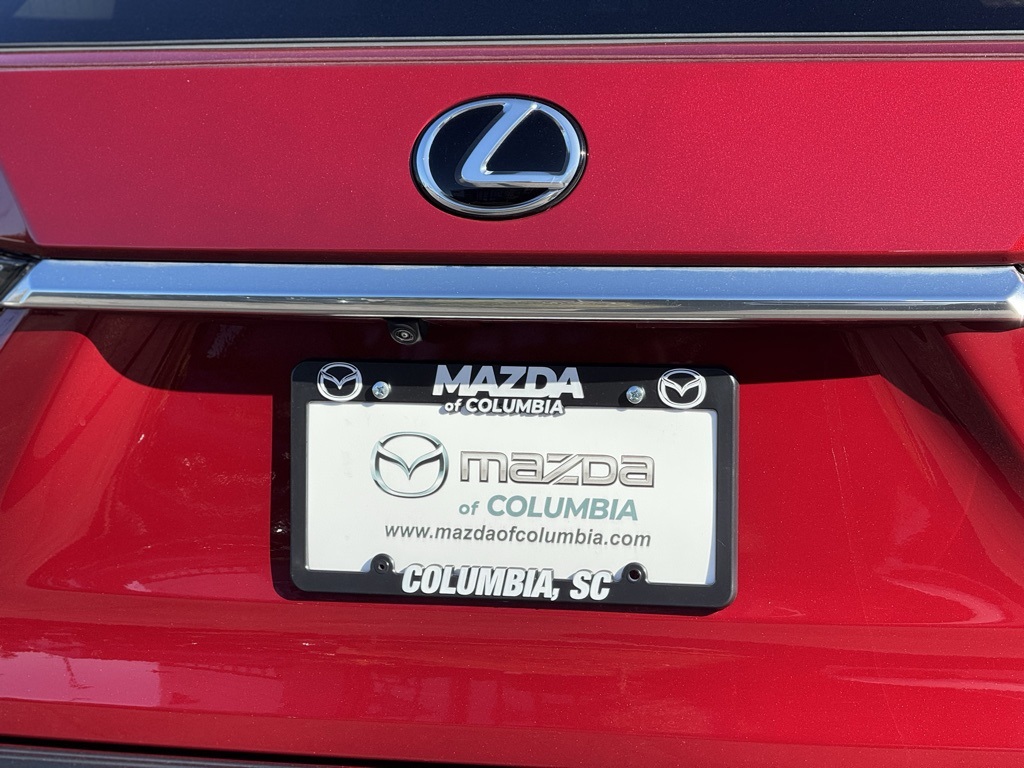 MAZDA
of COLUMBIA
mazda
of COLUMBIA
www.mazdaofcolumbia.com
COLUMBIA, SC